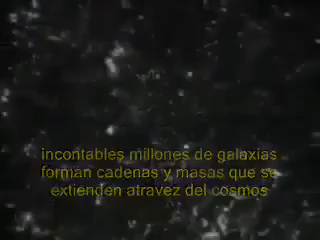 incontables millones de galaxias
forman cadenas y masas que se
extienden atravez del cosmos